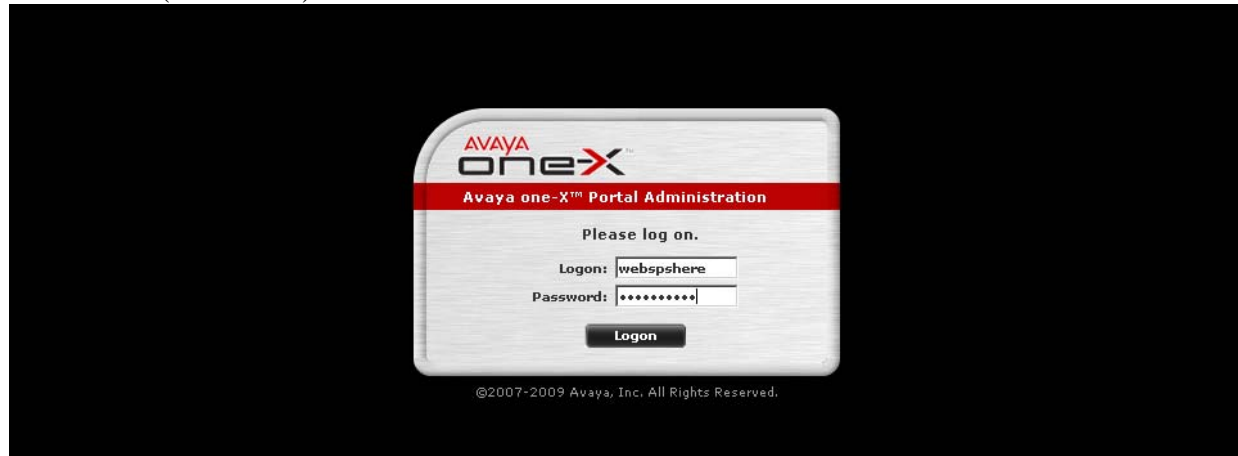 AVAYA
one-X™
Avaya one-X™ Portal Administration
Please log on.
Logon: webspshere
Password: ••••••••••
Logon
©2007-2009 Avaya, Inc. All Rights Reserved.